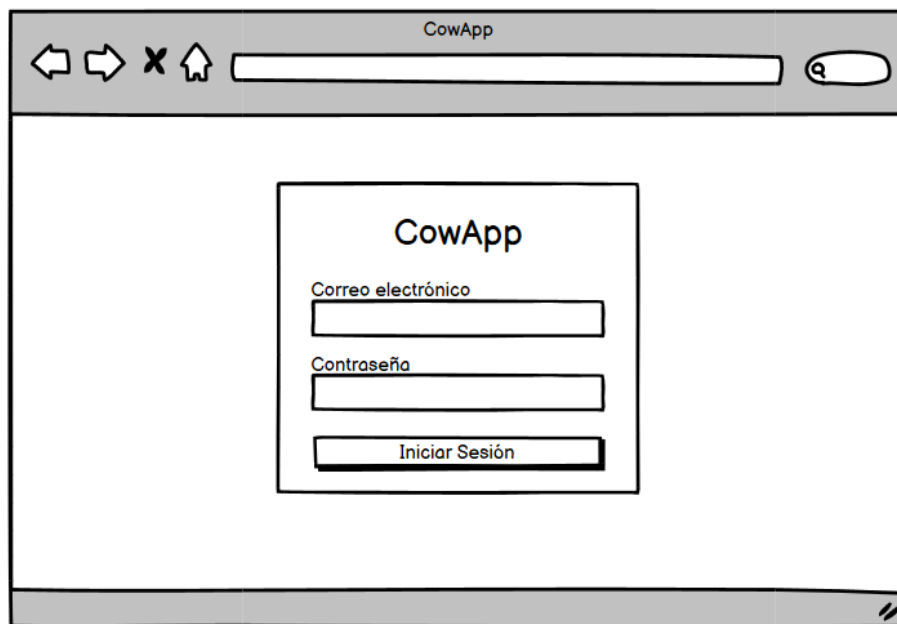 CowApp
CowApp
Correo electrónico
Contraseña
Iniciar Sesión